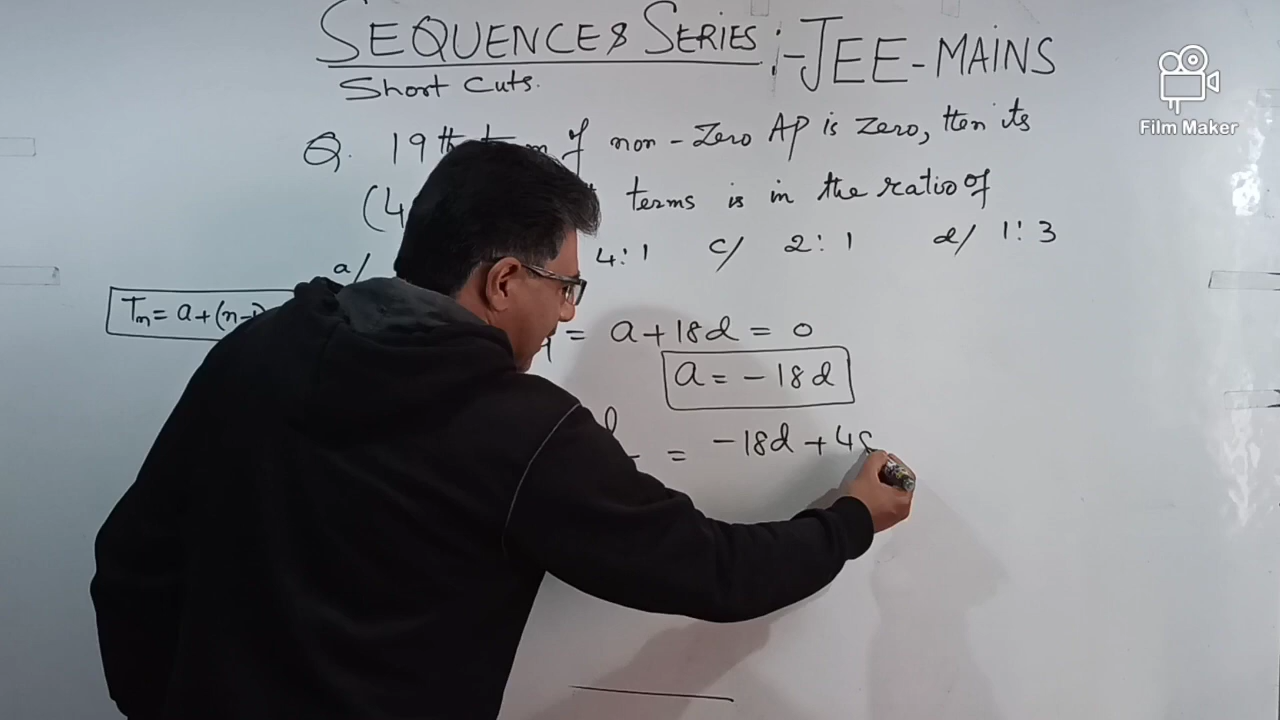 SEQUENCE & SERIES :- JEE - MAINS
Short Cuts.
Film Maker
Q. 19th term of non-zero AP is zero, then its
(4 terms is in the ratio of
a/ 4:1 c/ 2:1 d/ 1:3
Tn = a+(n-1)
= a+18d = 0
a = -18d
= -18d + 48